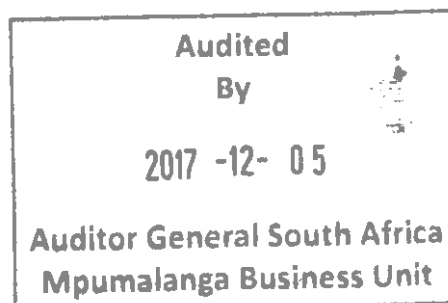 Audited
By
2017 -12- 05
Auditor General South Africa
Mpumalanga Business Unit